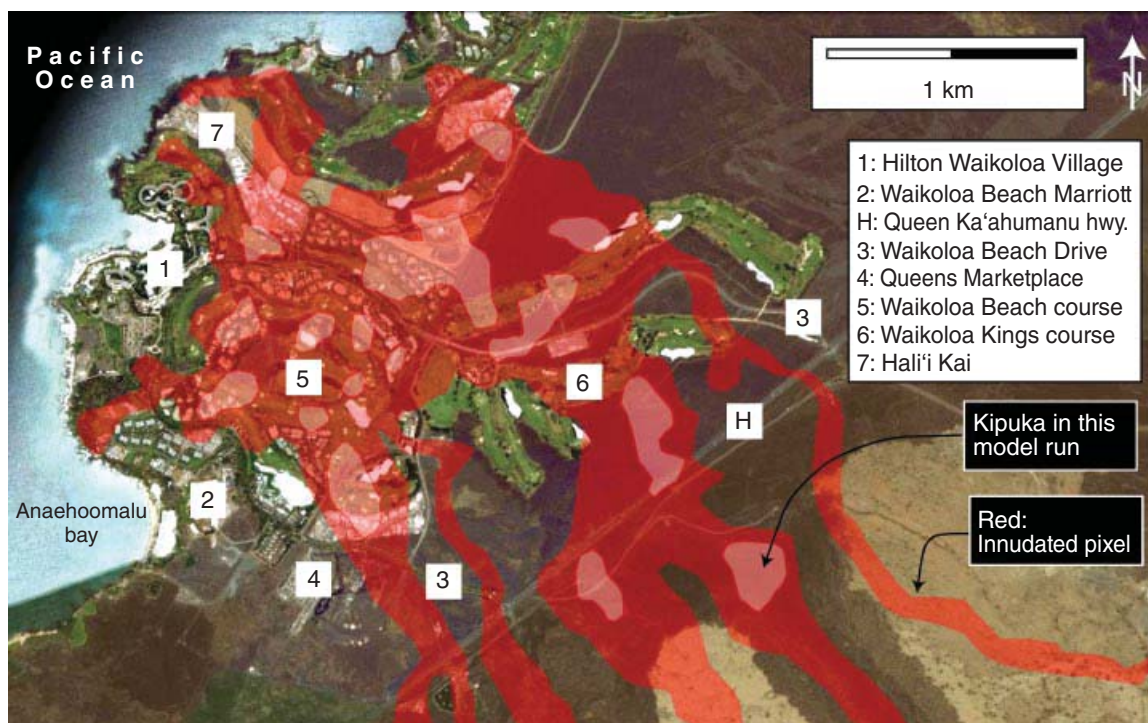 Pacific
Ocean
1 km
N
7
1: Hilton Waikoloa Village
2: Waikoloa Beach Marriott
H: Queen Ka‘ahumanu hwy.
3: Waikoloa Beach Drive
4: Queens Marketplace
5: Waikoloa Beach course
6: Waikoloa Kings course
7: Hali‘i Kai
1
3
5
6
H
Kipuka in this
model run
2
Anaehoomalu
bay
Red:
Innudated pixel
4
3